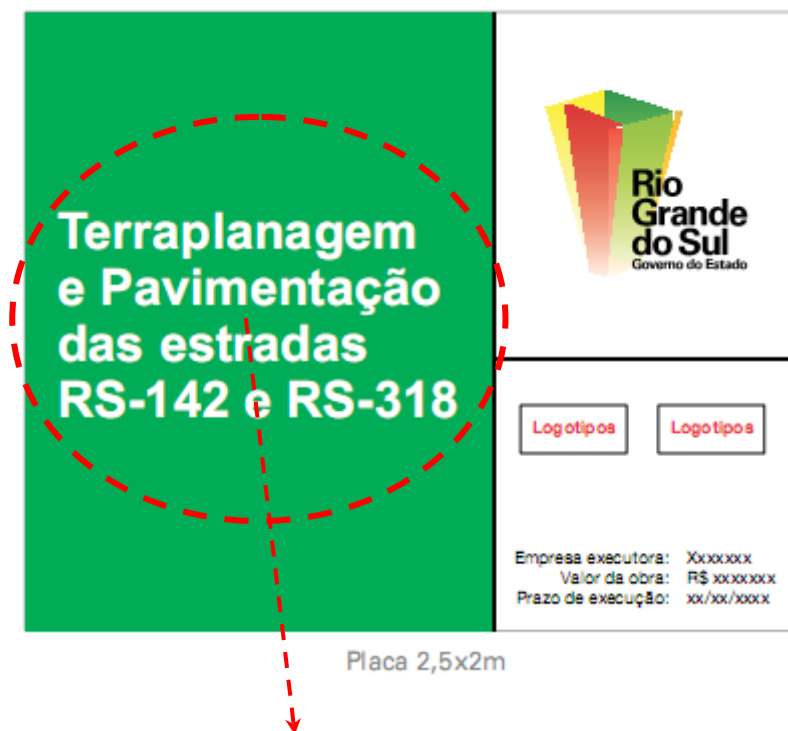 Terraplanagem
e Pavimentação
das estradas
RS-142 e RS-318
Rio
Grande
do Sul
Governo do Estado
Logotipos Logotipos
Empresa executora: Xxxxxxx
Valor da obra: R$ xxxxxxx
Prazo de execução: xx/xx/xxxx
Placa 2,5x2m